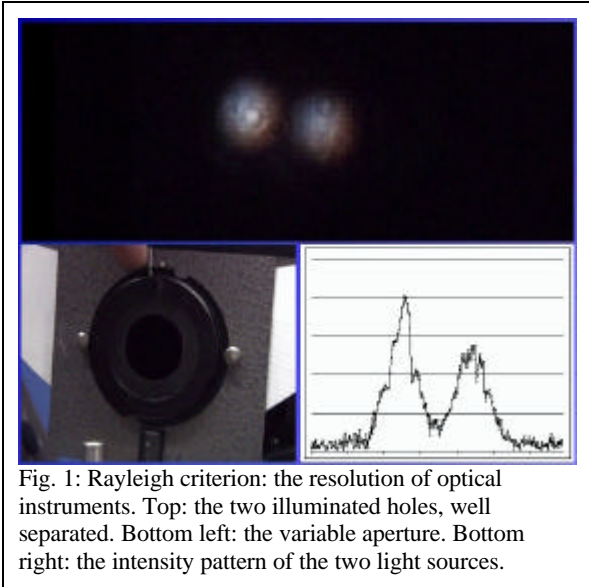 Fig. 1: Rayleigh criterion: the resolution of optical
instruments. Top: the two illuminated holes, well
separated. Bottom left: the variable aperture. Bottom
right: the intensity pattern of the two light sources.